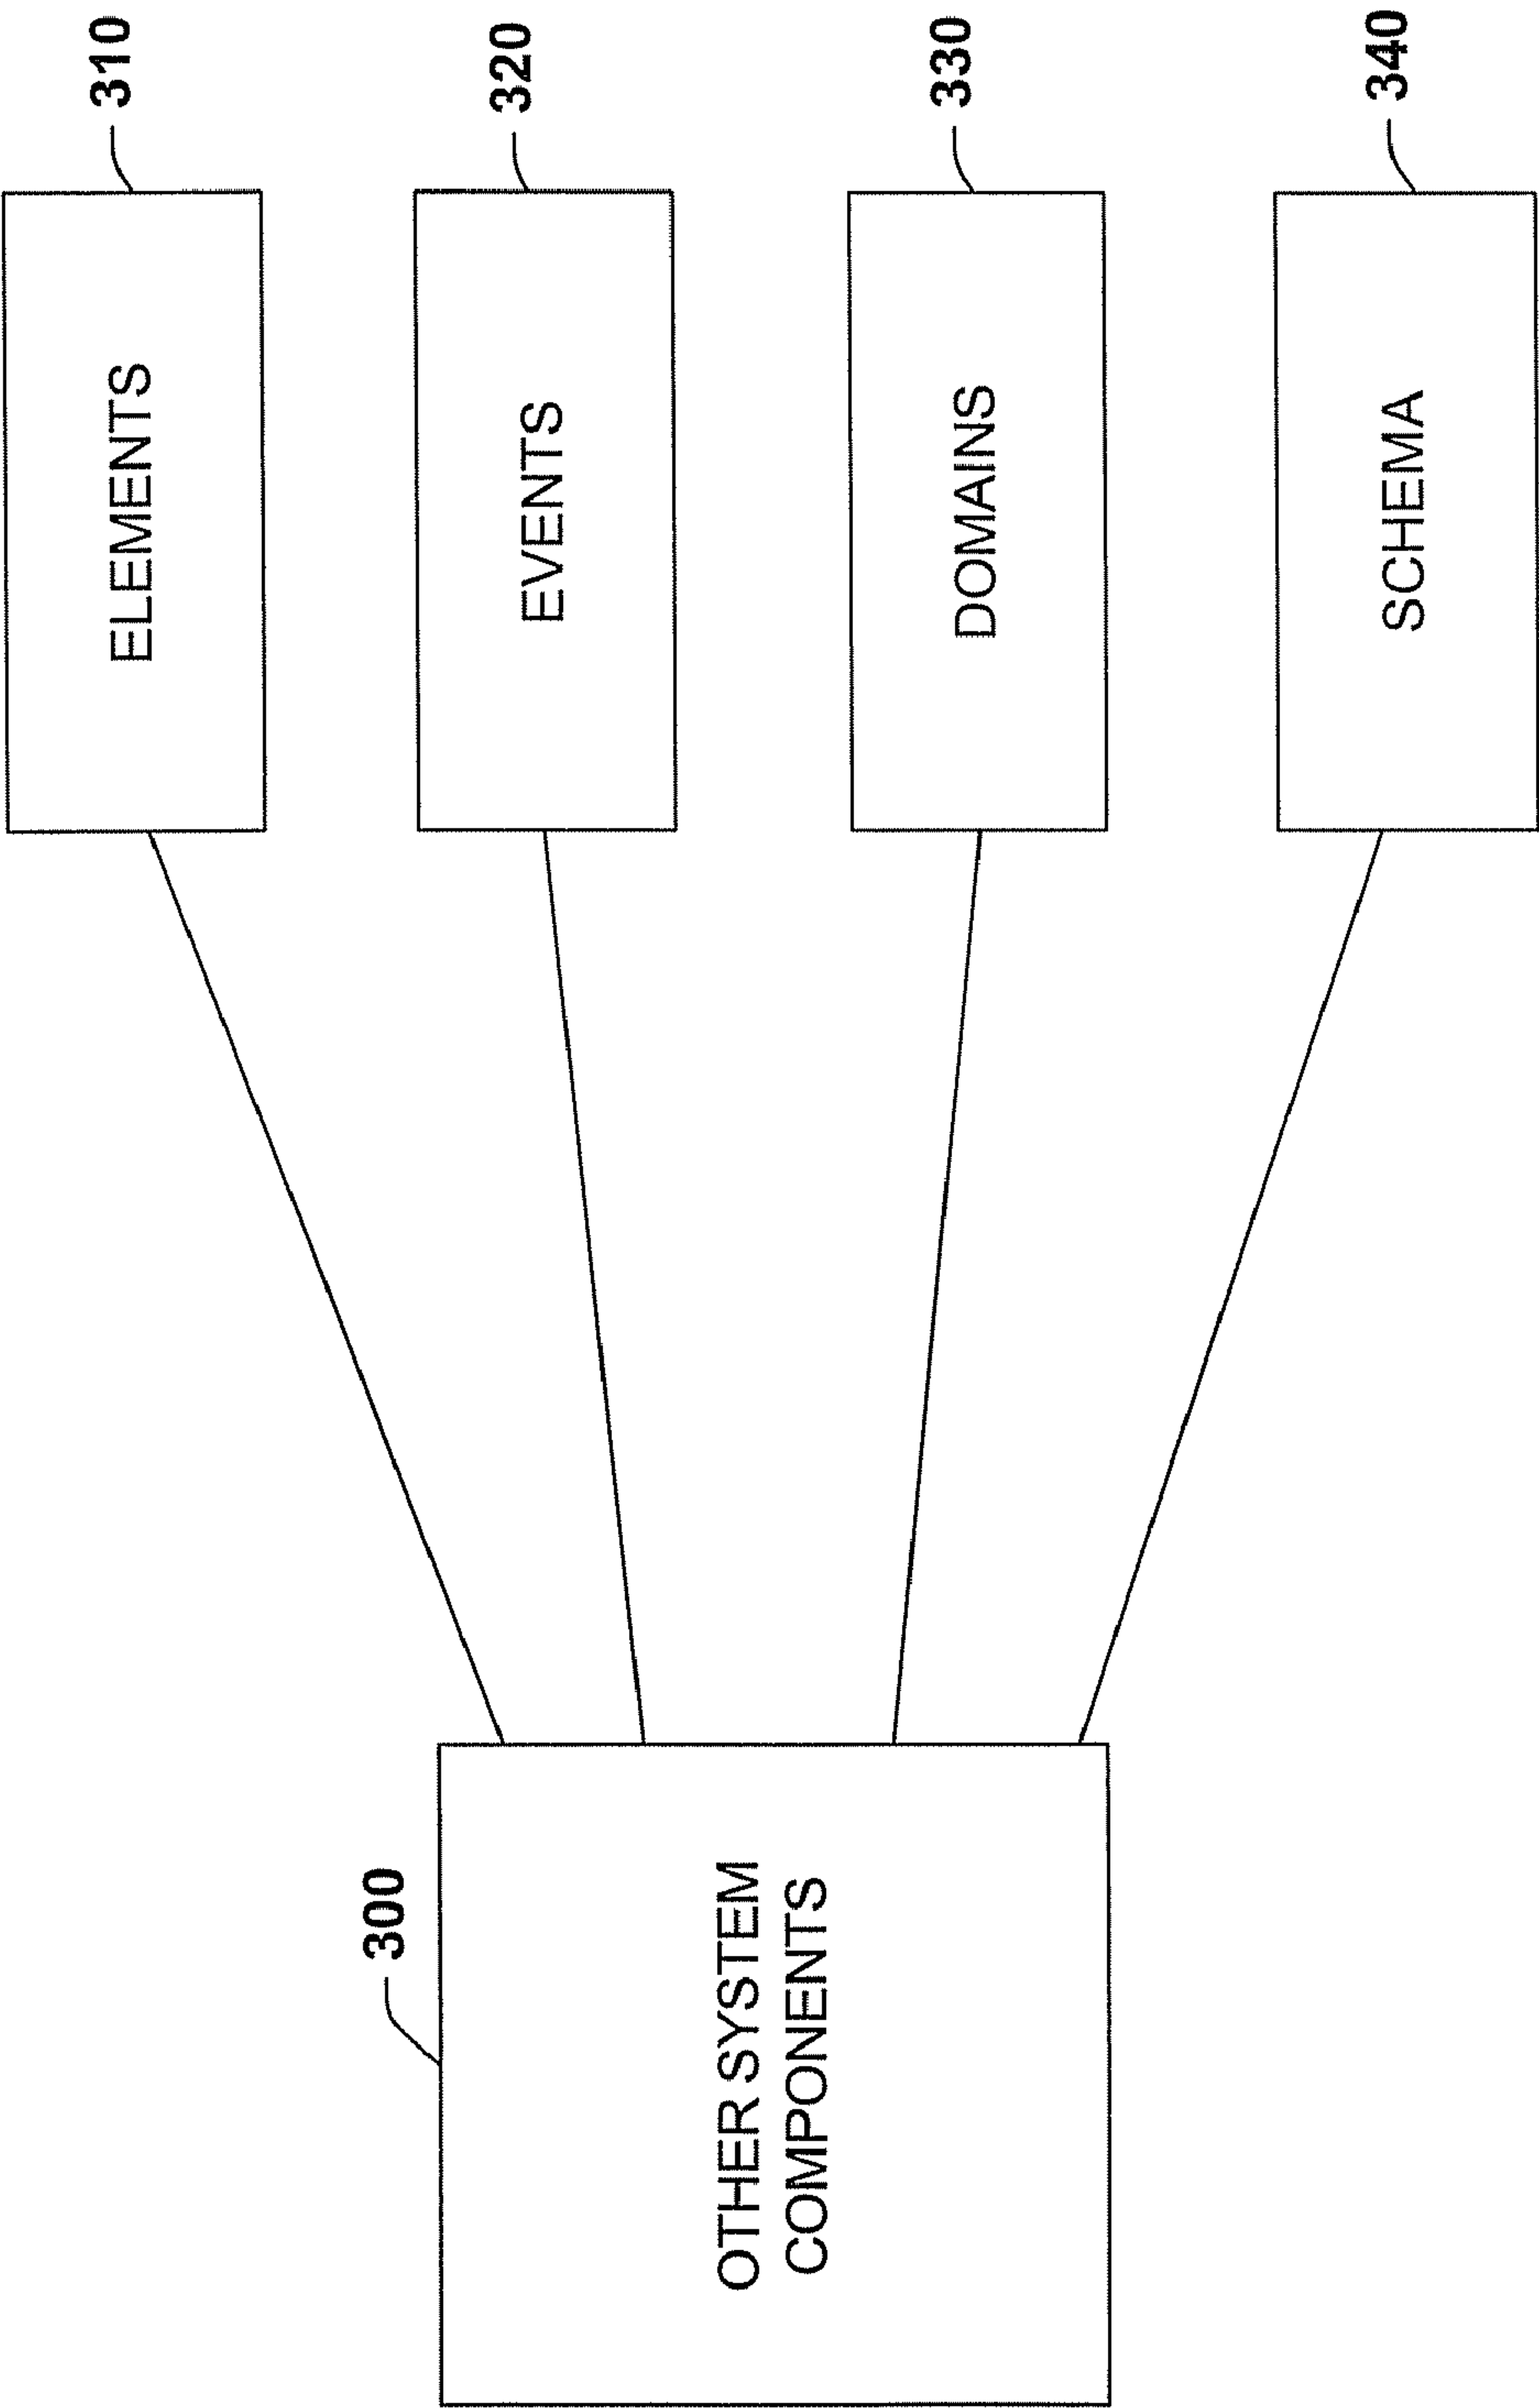 300
OTHER SYSTEM
COMPONENTS
310
ELEMENTS
320
EVENTS
330
DOMAINS
340
SCHEMA